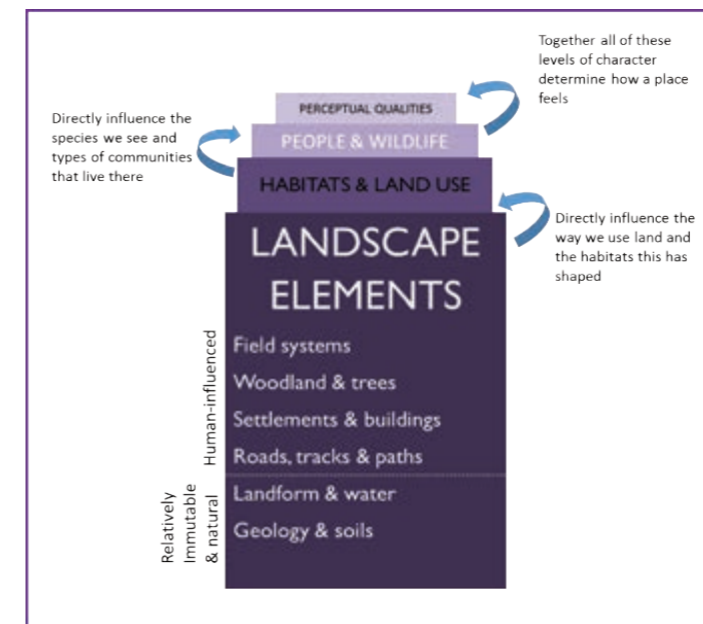 Together all of these
levels of character
determine how a place
feels
Directly influence the
species we see and
types of communities
that live there
PERCEPTUAL QUALITIES
PEOPLE & WILDLIFE
HABITATS & LAND USE
Directly influence the
way we use land and
the habitats this has
shaped
LANDSCAPE
ELEMENTS
Human-influenced
Field systems
Woodland & trees
Settlements & buildings
Roads, tracks & paths
Relatively
Immutable
& natural
Landform & water
Geology & soils